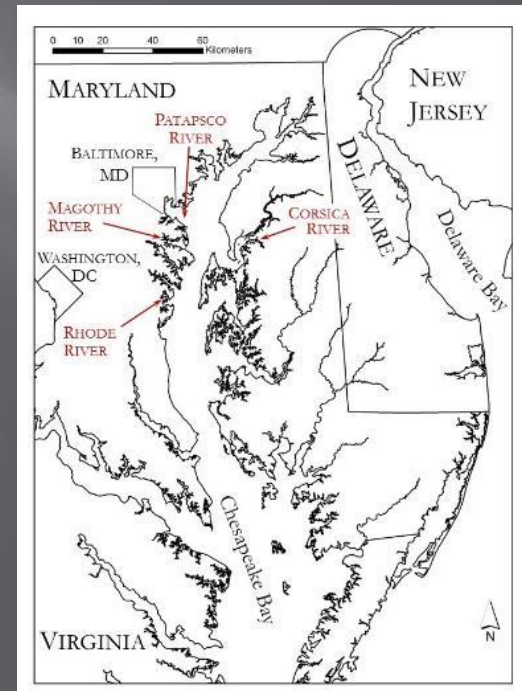 0 10 20 40 60
Kilometers
MARYLAND
NEW
JERSEY
PATAPSCO
RIVER
BALTIMORE,
MD
DELAWARE
MAGOTHY
RIVER
CORSICA
RIVER
Delaware Bay
WASHINGTON,
DC
RHODE
RIVER
Chesapeake Bay
VIRGINIA
N